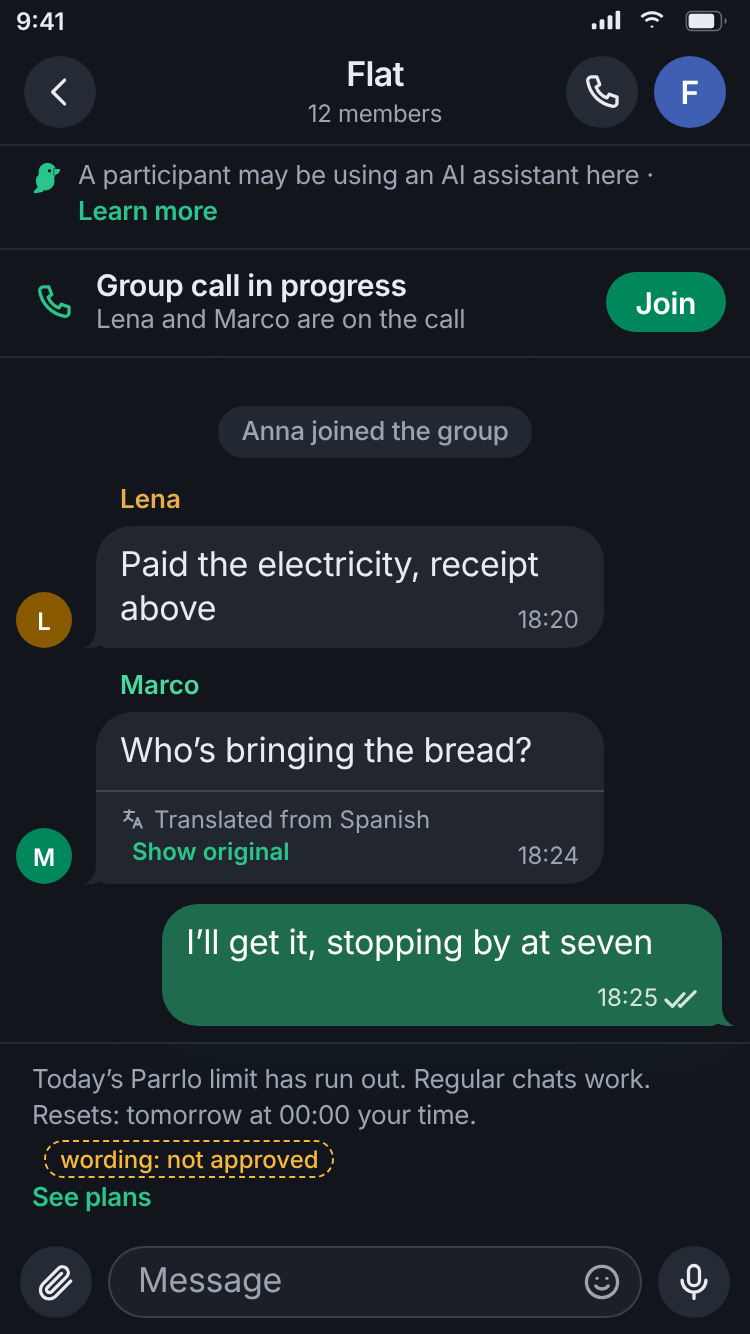 9:41
Flat
12 members
F
A participant may be using an AI assistant here ·
Learn more
Group call in progress
Lena and Marco are on the call
Join
Anna joined the group
Lena
Paid the electricity, receipt
above
18:20
L
Marco
Who’s bringing the bread?
Translated from Spanish
Show original
18:24
M
I’ll get it, stopping by at seven
18:25
Today’s Parrlo limit has run out. Regular chats work.
Resets: tomorrow at 00:00 your time.
wording: not approved
See plans
Message